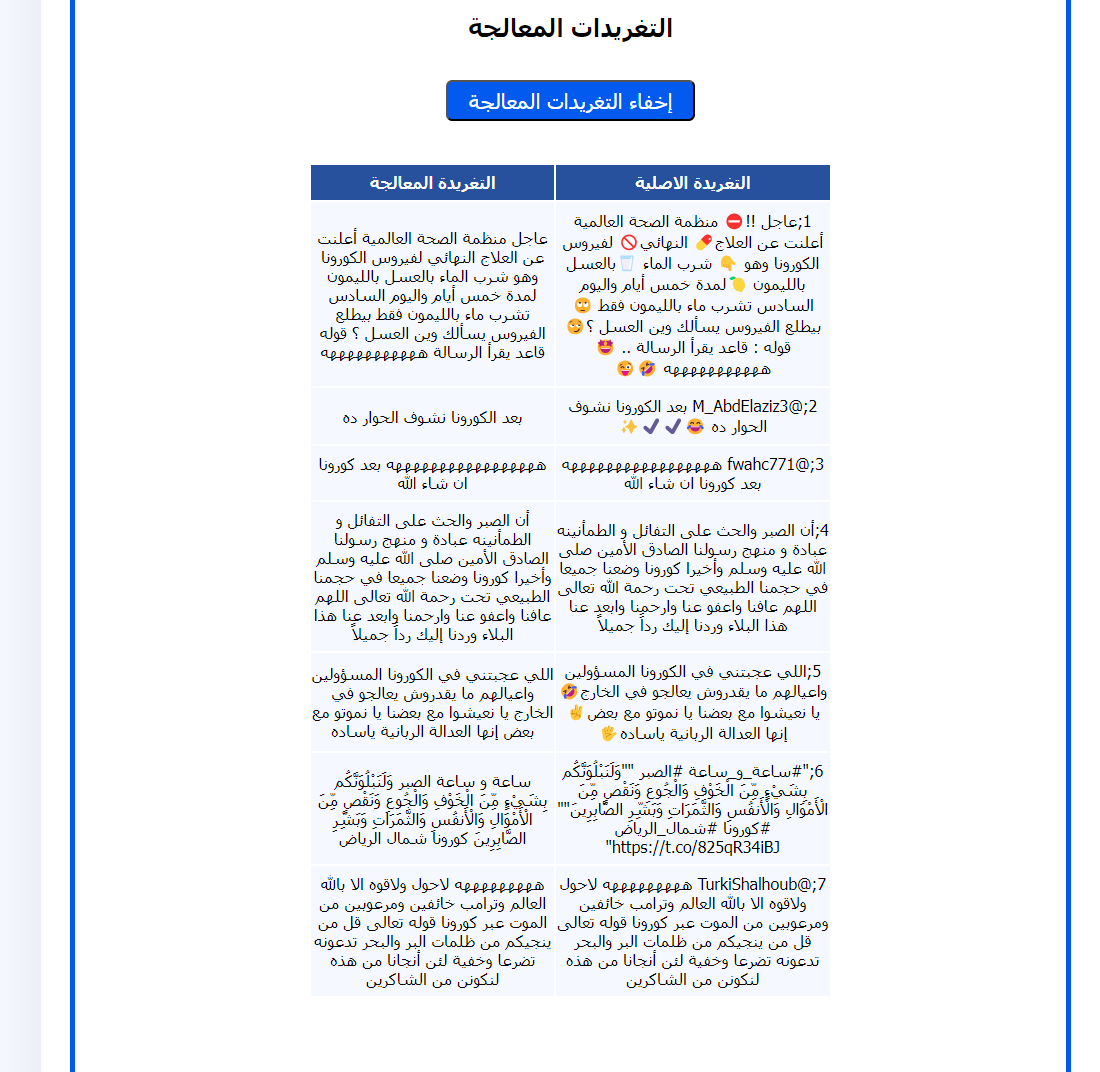 التغريدات المعالجة
إخفاء التغريدات المعالجة
التغريدة الاصلية
التغريدة المعالجة
1;عاجل !!⛔ منظمة الصحة العالمية
أعلنت عن العلاج💊 النهائي🚫 لفيروس
الكورونا وهو 👇 شرب الماء 🥛بالعسل
بالليمون 🍋لمدة خمس أيام واليوم
السادس تشرب ماء بالليمون فقط 🙄
بيطلع الفيروس يسألك وين العسل ؟😏
قوله : قاعد يقرأ الرسالة .. 🤩
هههههههههههه 🤣😜
عاجل منظمة الصحة العالمية أعلنت
عن العلاج النهائي لفيروس الكورونا
وهو شرب الماء بالعسل بالليمون
لمدة خمس أيام واليوم السادس
تشرب ماء بالليمون فقط بيطلع
الفيروس يسألك وين العسل ؟ قوله
قاعد يقرأ الرسالة هههههههههههه
2;@M_AbdElaziz3 بعد الكورونا نشوف
الحوار ده 😂✔✔✨
بعد الكورونا نشوف الحوار ده
3;@fwahc771 ههههههههههههههههه
بعد كورونا ان شاء الله
ههههههههههههههههه بعد كورونا
ان شاء الله
4;أن الصبر والحث على التفائل و الطمأنينه
عبادة و منهج رسولنا الصادق الأمين صلى
الله عليه وسلم وأخيرا كورونا وضعنا جميعا
في حجمنا الطبيعي تحت رحمة الله تعالى
اللهم عافنا واعفو عنا وارحمنا وابعد عنا
هذا البلاء وردنا إليك رداً جميلاً
أن الصبر والحث على التفائل و
الطمأنينه عبادة و منهج رسولنا
الصادق الأمين صلى الله عليه وسلم
وأخيرا كورونا وضعنا جميعا في حجمنا
الطبيعي تحت رحمة الله تعالى اللهم
عافنا واعفو عنا وارحمنا وابعد عنا هذا
البلاء وردنا إليك رداً جميلاً
5;اللي عجبتني في الكورونا المسؤولين
واعيالهم ما يقدروش يعالجو في الخارج🤣
يا نعيشوا مع بعضنا يا نموتو مع بعض✌
إنها العدالة الربانية ياساده🖐
اللي عجبتني في الكورونا المسؤولين
واعيالهم ما يقدروش يعالجو في
الخارج يا نعيشوا مع بعضنا يا نموتو مع
بعض إنها العدالة الربانية ياساده
6;"#ساعة_و_ساعة #الصبر ""وَلَنَبْلُوَنَّكُم
بِشَيْءٍ مِّنَ الْخَوْفِ وَالْجُوعِ وَنَقْصٍ مِّنَ
الْأَمْوَالِ وَالْأَنفُسِ وَالثَّمَرَاتِ وَبَشِّرِ الصَّابِرِينَ""
#كورونا #شمال_الرياض
https://t.co/825qR34iBJ"
ساعة و ساعة الصبر وَلَنَبْلُوَنَّكُم
بِشَيْءٍ مِّنَ الْخَوْفِ وَالْجُوعِ وَنَقْصٍ مِّنَ
الْأَمْوَالِ وَالْأَنفُسِ وَالثَّمَرَاتِ وَبَشِّرِ
الصَّابِرِينَ كورونا شمال الرياض
7;@TurkiShalhoub هههههههههه لاحول
ولاقوه الا بالله العالم وترامب خائفين
ومرعوبين من الموت عبر كورونا قوله تعالى
قل من ينجيكم من ظلمات البر والبحر
تدعونه تضرعا وخفية لئن أنجانا من هذه
لنكونن من الشاكرين
هههههههههه لاحول ولاقوه الا بالله
العالم وترامب خائفين ومرعوبين من
الموت عبر كورونا قوله تعالى قل من
ينجيكم من ظلمات البر والبحر تدعونه
تضرعا وخفية لئن أنجانا من هذه
لنكونن من الشاكرين